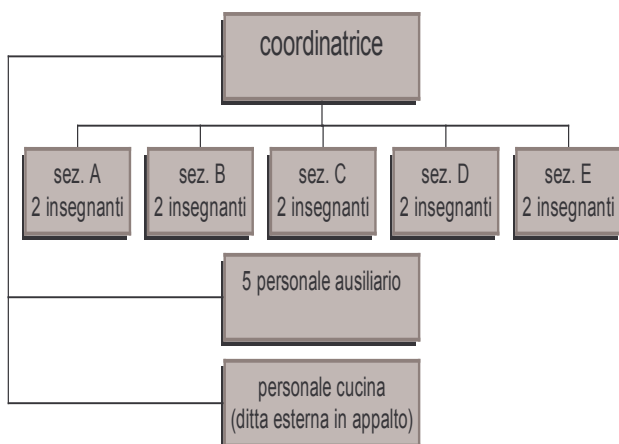 coordinatrice
sez. A
2 insegnanti
sez. B
2 insegnanti
sez. C
2 insegnanti
sez. D
2 insegnanti
sez. E
2 insegnanti
5 personale ausiliario
personale cucina
(ditta esterna in appalto)